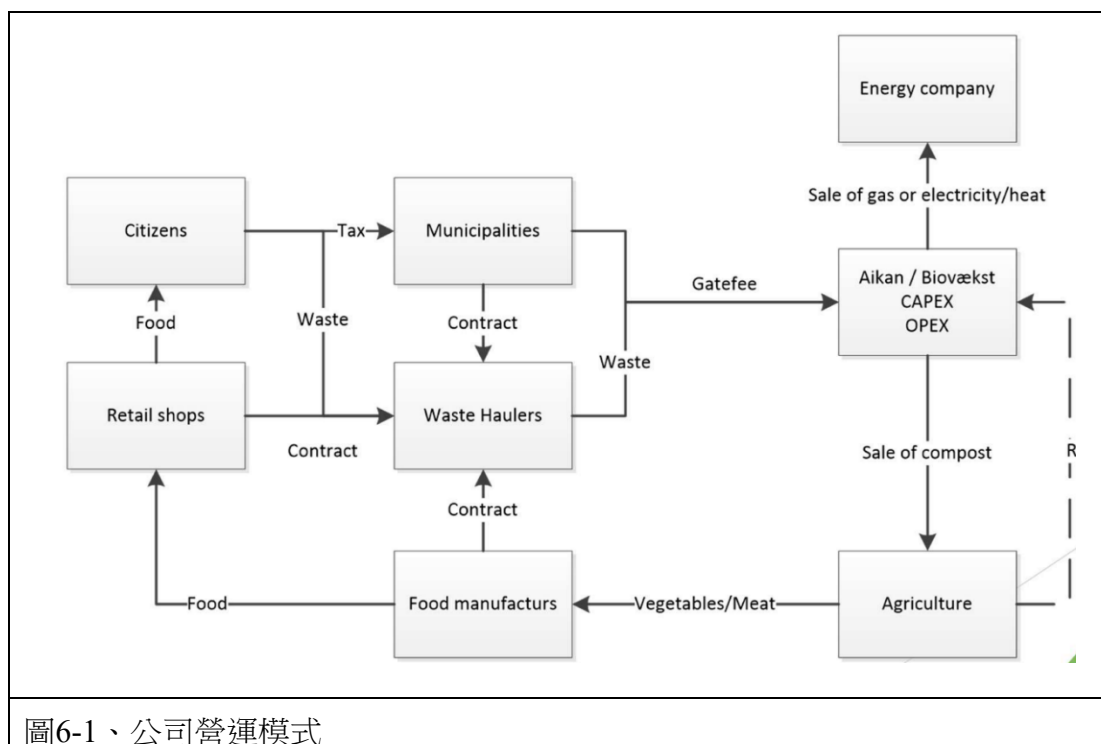 Energy company
Sale of gas or electricity/heat
Citizens
Tax
Municipalities
Gatefee
Aikan / Biovækst
CAPEX
OPEX
Food
Waste
Contract
Waste
Retail shops
Waste Haulers
Contract
Sale of compost
R
Contract
Food
Food manufacturs
Vegetables/Meat
Agriculture
圖6-1、公司營運模式